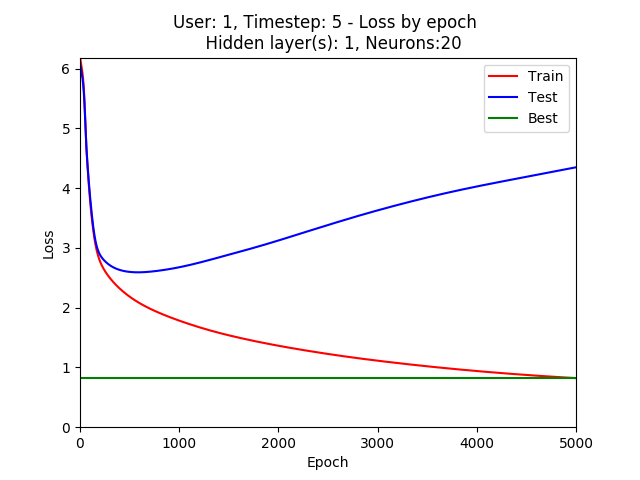 User: 1, Timestep: 5 - Loss by epoch
Hidden layer(s): 1, Neurons:20
Train
Test
Best
Loss
6
5
4
3
2
1
0
0 1000 2000 3000 4000 5000
Epoch